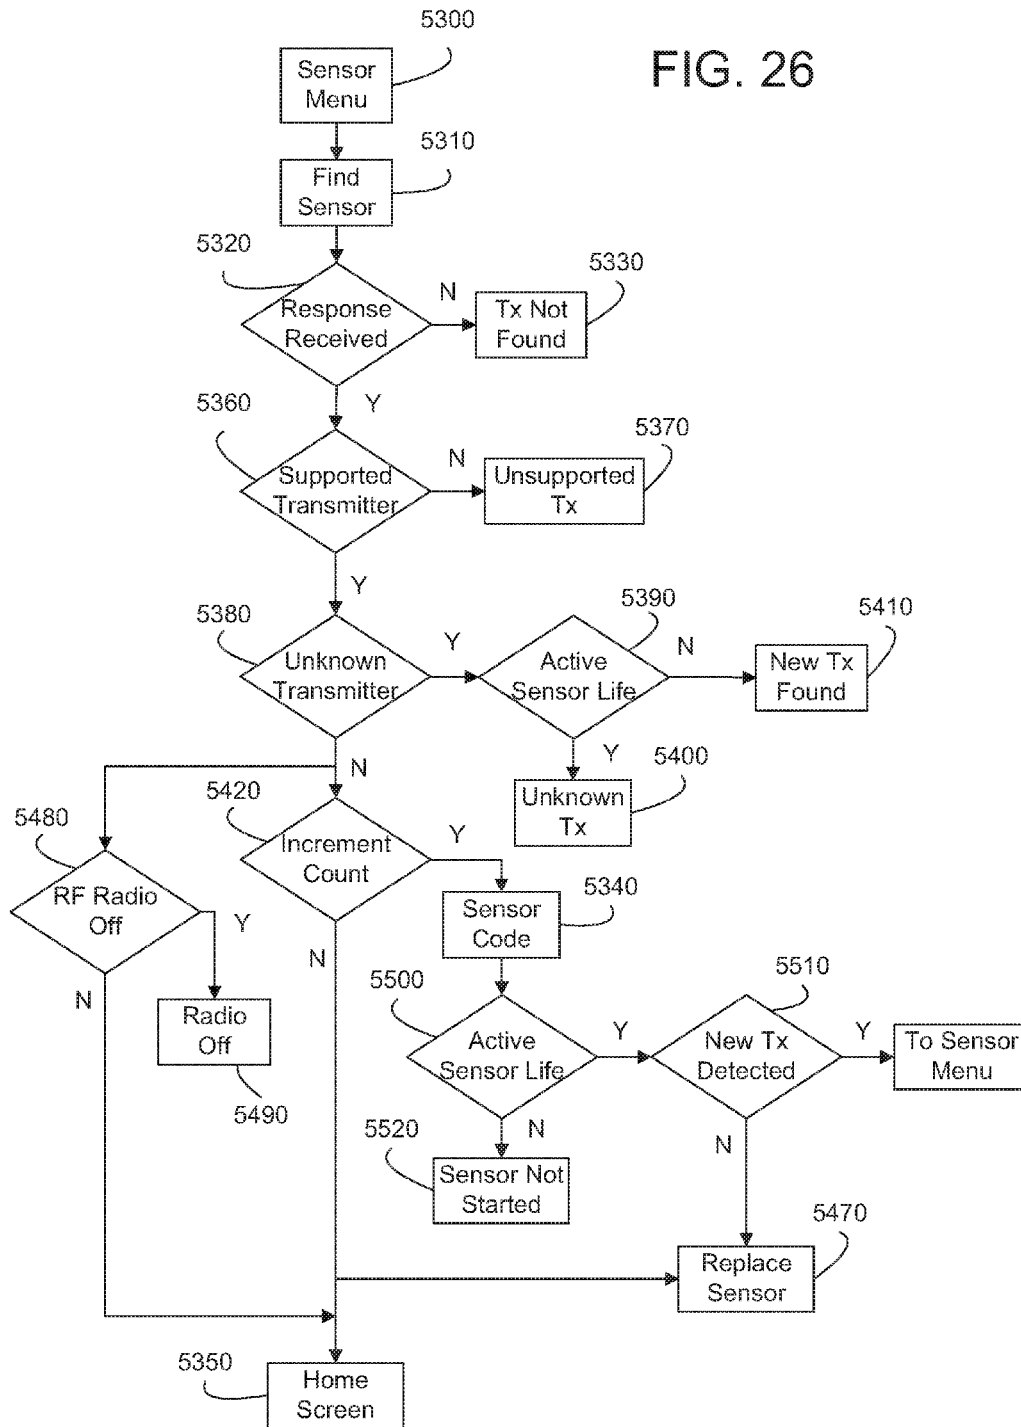 5300
FIG. 26
Sensor
Menu
5310
Find
Sensor
5320
Response
Received
N
5330
Tx Not
Found
Y
5360
Supported
Transmitter
N
5370
Unsupported
Tx
Y
5380
Unknown
Transmitter
Y
5390
Active
Sensor Life
N
5410
New Tx
Found
N
Y
5400
Unknown
Tx
5480
RF Radio
Off
5420
Increment
Count
Y
5340
Sensor
Code
Y
N
N
Radio
Off
5490
5500
Active
Sensor Life
Y
5510
New Tx
Detected
Y
To Sensor
Menu
N
5520
Sensor Not
Started
N
5470
Replace
Sensor
5350
Home
Screen